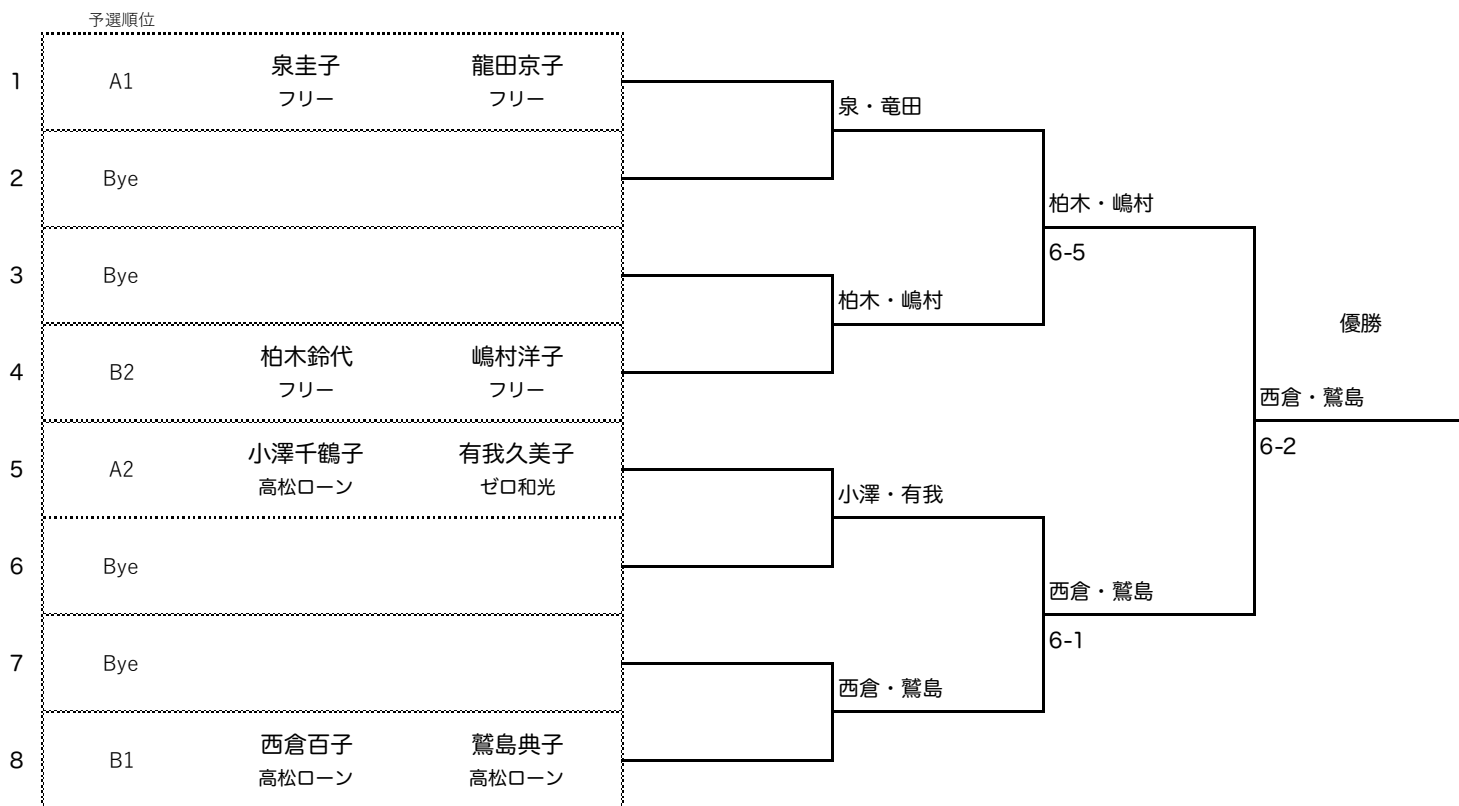 予選順位
1 A1 泉圭子 龍田京子
フリー フリー
泉・竜田
2 Bye
柏木・嶋村
6-5
3 Bye
柏木・嶋村
優勝
4 B2 柏木鈴代 嶋村洋子
フリー フリー
西倉・鷲島
6-2
5 A2 小澤千鶴子 有我久美子
高松ローン ゼロ和光
小澤・有我
6 Bye
西倉・鷲島
6-1
7 Bye
西倉・鷲島
8 B1 西倉百子 鷲島典子
高松ローン 高松ローン